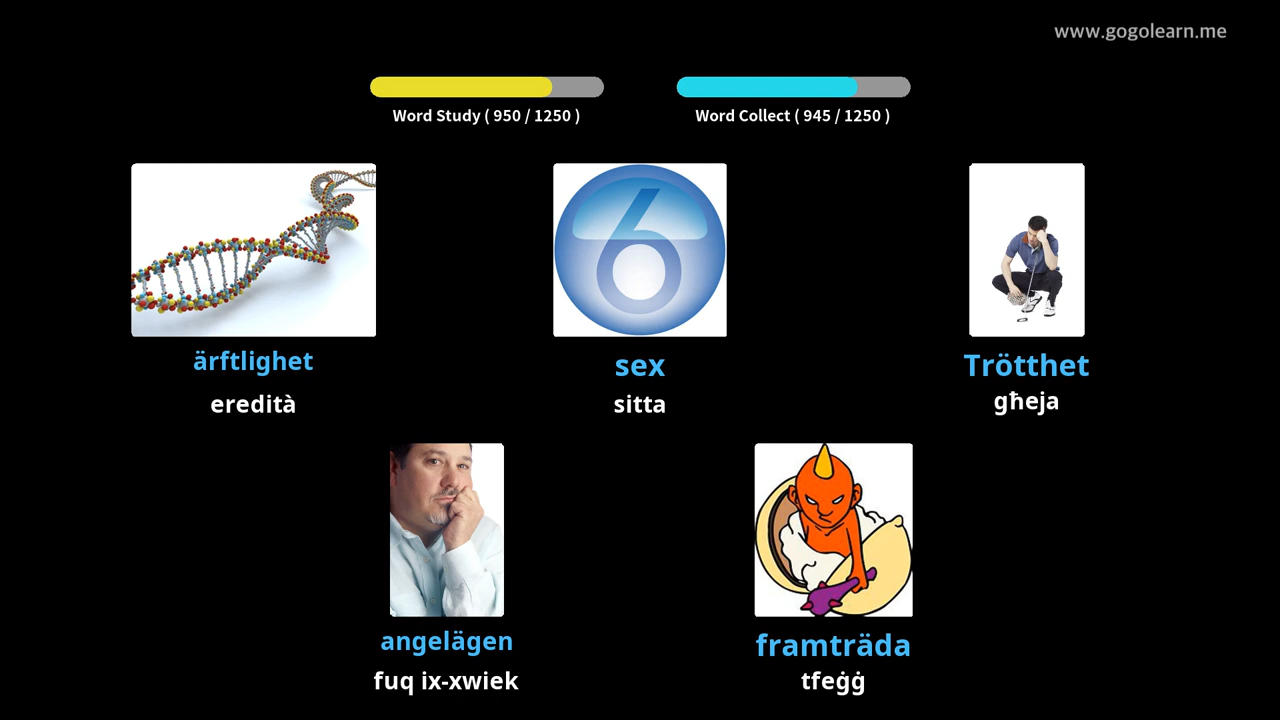 www.gogolearn.me
Word Study ( 950 / 1250 )
Word Collect ( 945 / 1250 )
6
ärftlighet
sex
Trötthet
eredità
sitta
għeja
angelägen
framträda
fuq ix-xwiek
tfeġġ